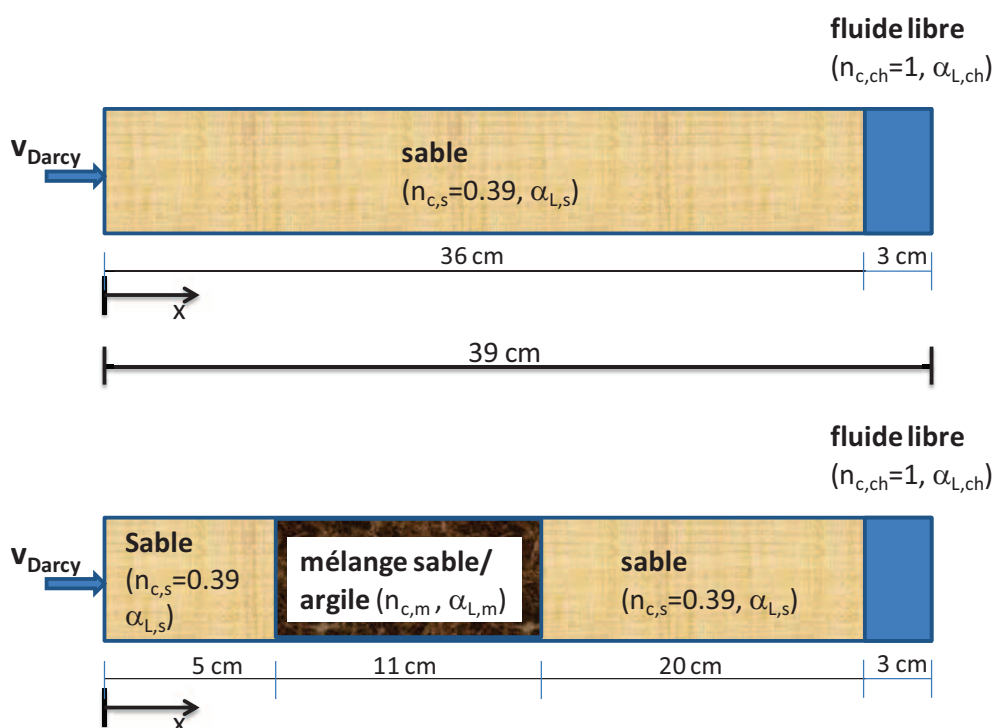 fluide libre
(n_c,ch=1, α_L,ch)
v_Darcy
sable
(n_c,s=0.39, α_L,s)
36 cm
3 cm
x
39 cm
fluide libre
(n_c,ch=1, α_L,ch)
v_Darcy
Sable
(n_c,s=0.39
α_L,s)
mélange sable/
argile (n_c,m , α_L,m)
sable
(n_c,s=0.39, α_L,s)
5 cm
11 cm
20 cm
3 cm
x